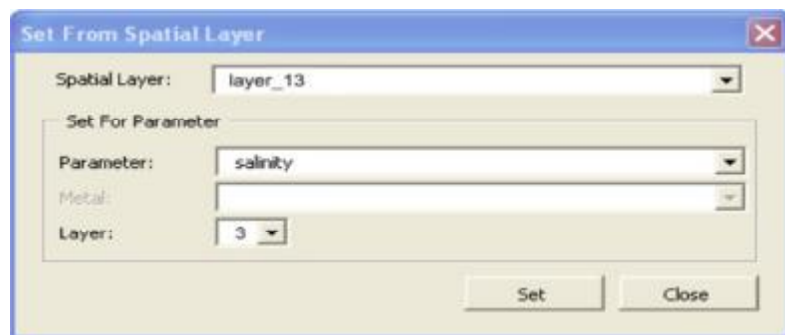 Set From Spatial Layer
Spatial Layer: layer_13
Set For Parameter
Parameter: salinity
Metal:
Layer: 3
Set Close